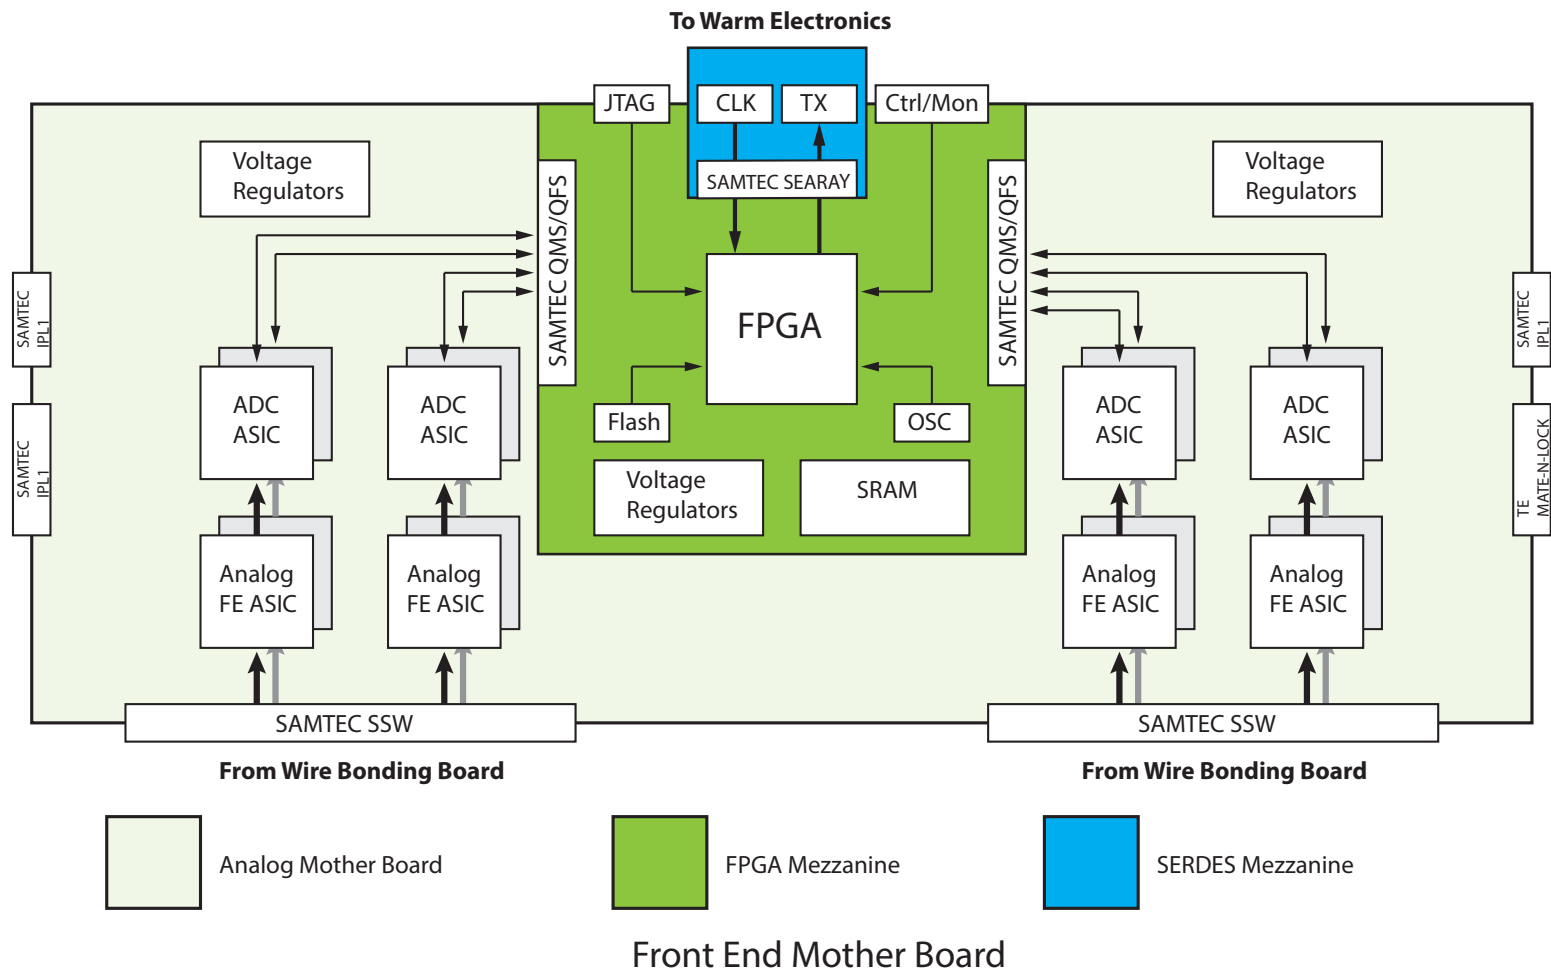 To Warm Electronics
JTAG
CLK
TX
Ctrl/Mon
Voltage
Regulators
SAMTEC SEARAY
Voltage
Regulators
SAMTEC QMS/QFS
SAMTEC QMS/QFS
FPGA
SAMTEC
IPL1
SAMTEC
IPL1
ADC
ASIC
ADC
ASIC
Flash
OSC
ADC
ASIC
ADC
ASIC
SAMTEC
IPL1
TE
MATE-N-LOCK
Voltage
Regulators
SRAM
Analog
FE ASIC
Analog
FE ASIC
Analog
FE ASIC
Analog
FE ASIC
SAMTEC SSW
SAMTEC SSW
From Wire Bonding Board
From Wire Bonding Board
Analog Mother Board
FPGA Mezzanine
SERDES Mezzanine
Front End Mother Board